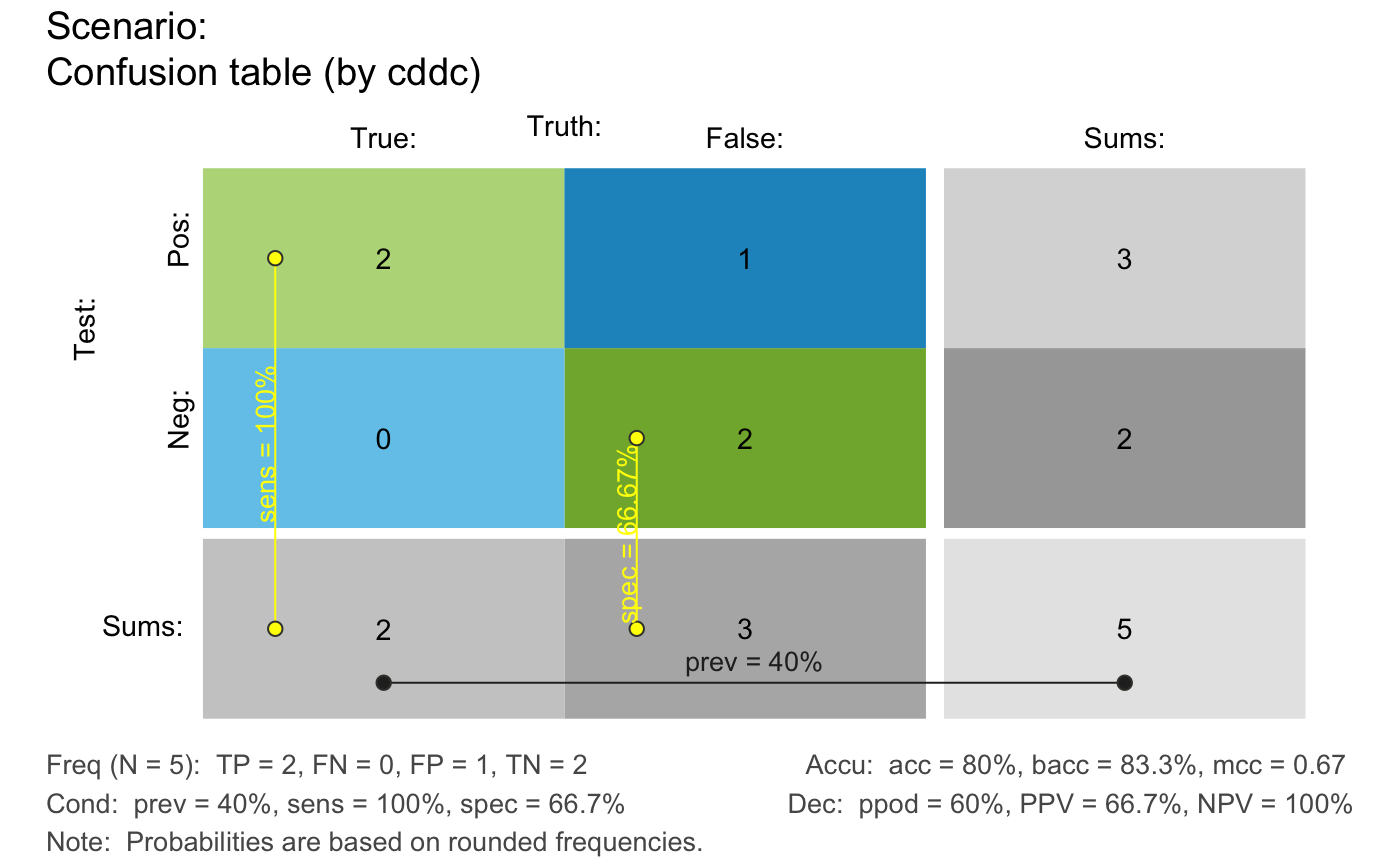 Scenario:
Confusion table (by cddc)
Truth:
True:
False:
Sums:
Test:
Pos:
2
1
3
Neg:
sens = 100%
0
spec = 66.67%
2
2
Sums:
2
3
5
prev = 40%
Freq (N = 5):  TP = 2, FN = 0, FP = 1, TN = 2
Accu:  acc = 80%, bacc = 83.3%, mcc = 0.67
Cond:  prev = 40%, sens = 100%, spec = 66.7%
Dec:  ppod = 60%, PPV = 66.7%, NPV = 100%
Note:  Probabilities are based on rounded frequencies.